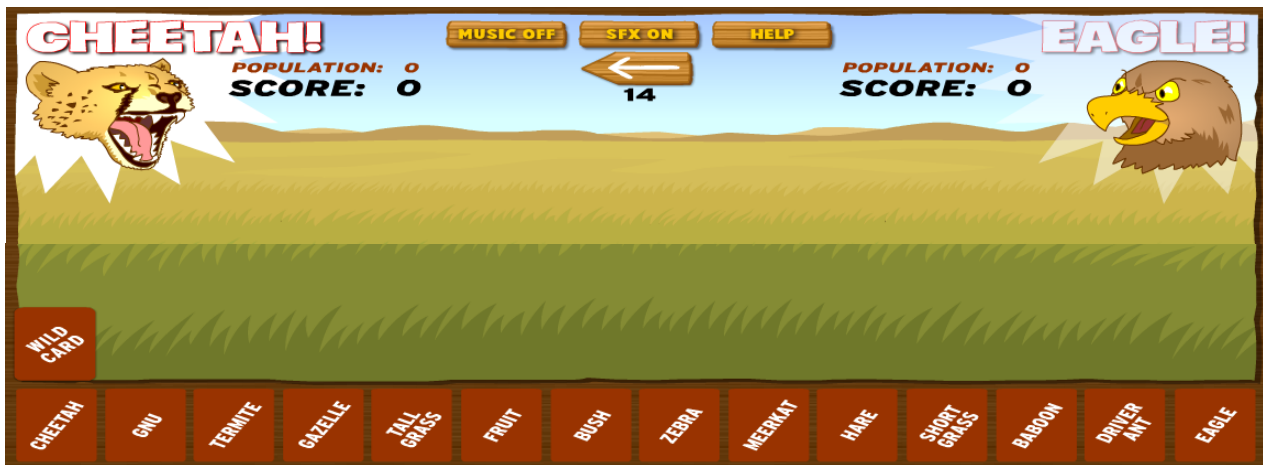 CHEETAH!
MUSIC OFF
SFX ON
HELP
EAGLE!
POPULATION: 0
SCORE: 0
14
POPULATION: 0
SCORE: 0
WILD
CARD
CHEETAH
GNU
TERMITE
GAZELLE
TALL
GRASS
FRUIT
BUSH
ZEBRA
MEERKAT
HARE
SHORT
GRASS
BABOON
DRIVER
ANT
EAGLE